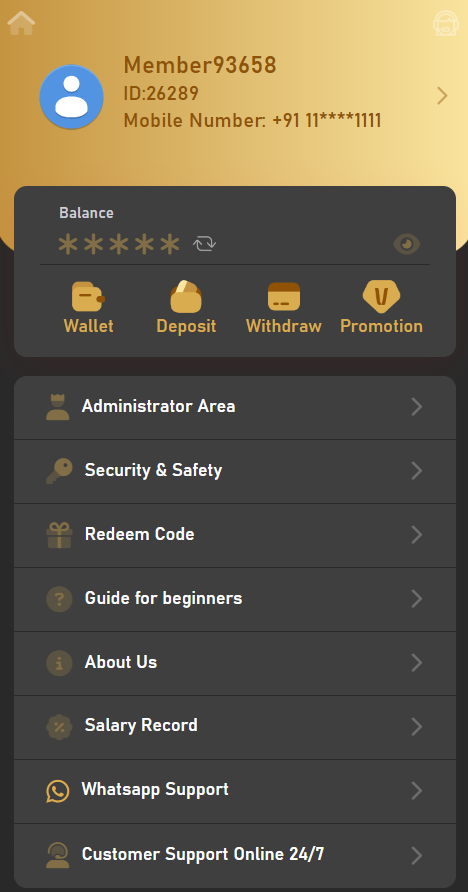 Member93658
ID:26289
Mobile Number: +91 11****1111
Balance
*****
Wallet
Deposit
Withdraw
Promotion
Administrator Area
Security & Safety
Redeem Code
Guide for beginners
About Us
Salary Record
Whatsapp Support
Customer Support Online 24/7